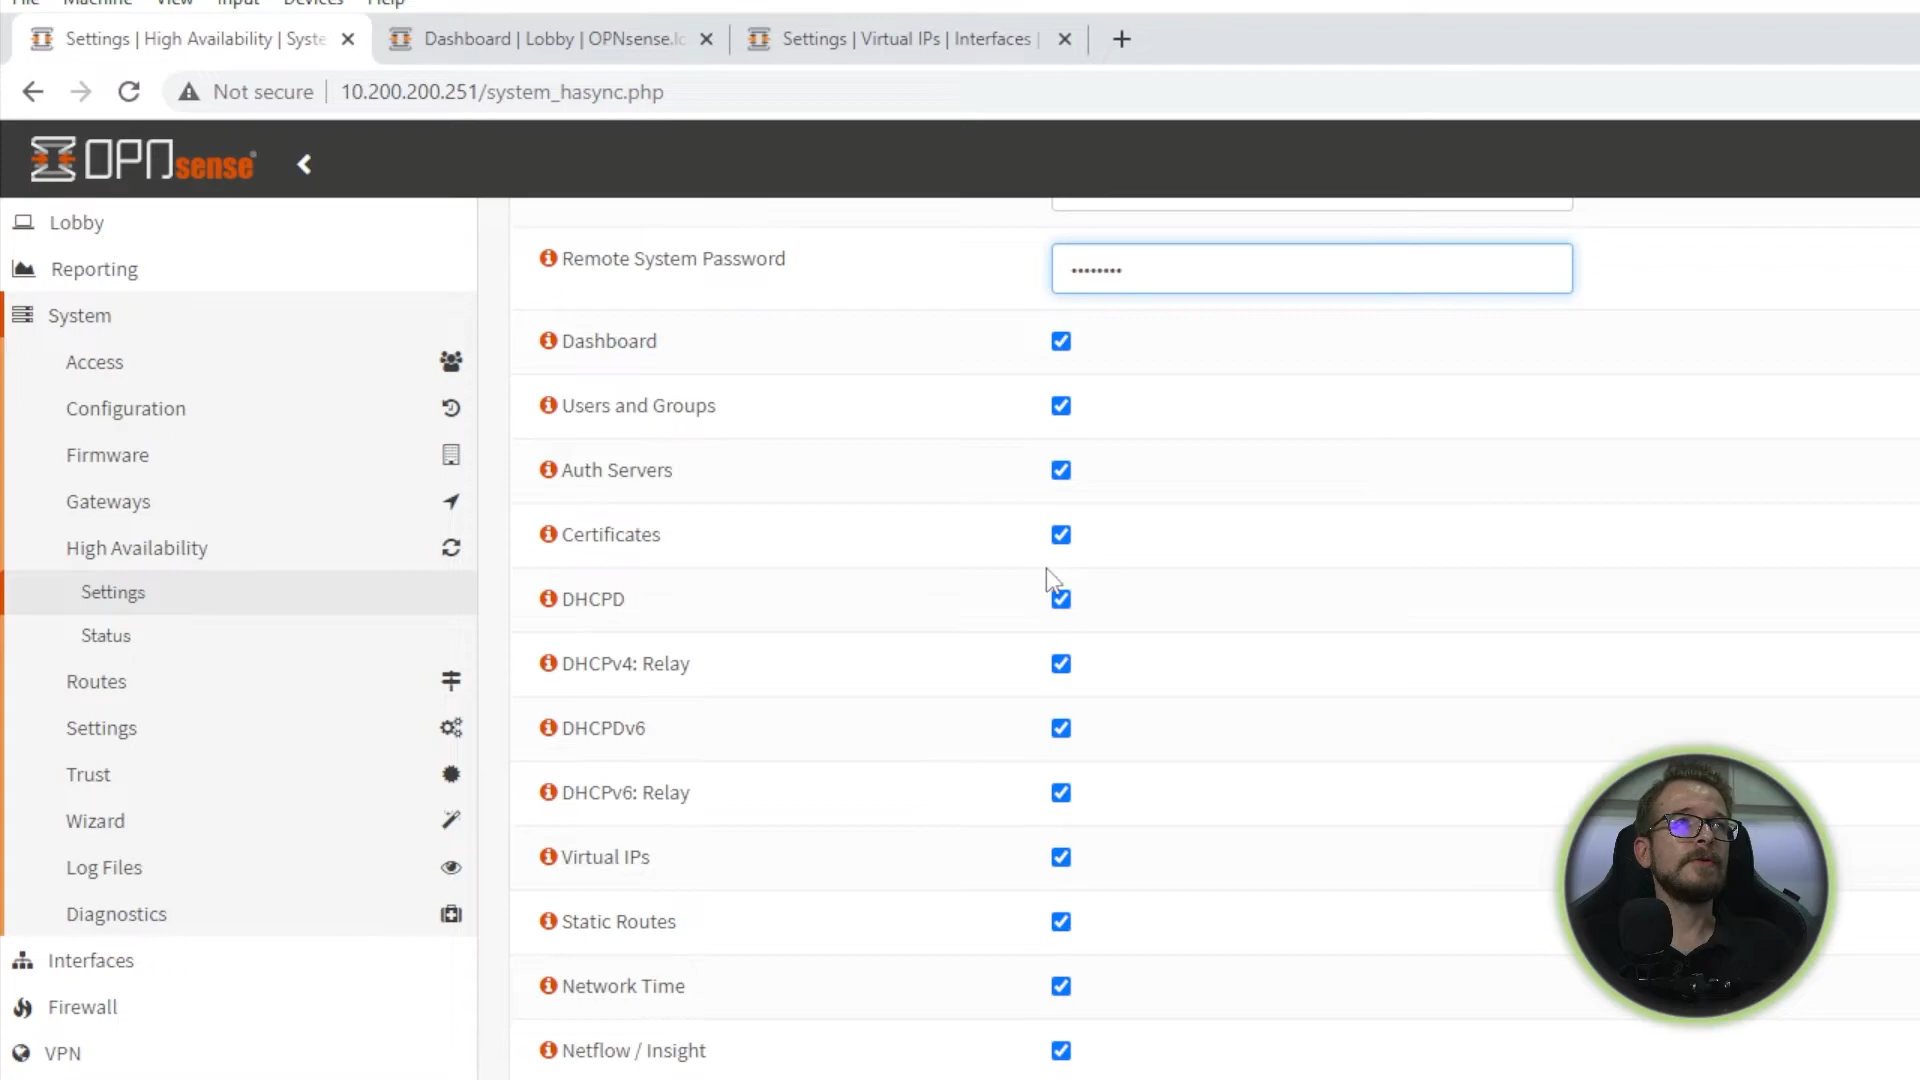 File Machine View Input Devices Help
Settings | High Availability | Syste
Dashboard | Lobby | OPNsense.lo
Settings | Virtual IPs | Interfaces |
Not secure
10.200.200.251/system_hasync.php
OPNsense
Lobby
Reporting
System
Access
Configuration
Firmware
Gateways
High Availability
Settings
Status
Routes
Settings
Trust
Wizard
Log Files
Diagnostics
Interfaces
Firewall
VPN
Remote System Password
••••••••
Dashboard
Users and Groups
Auth Servers
Certificates
DHCPD
DHCPv4: Relay
DHCPDv6
DHCPv6: Relay
Virtual IPs
Static Routes
Network Time
Netflow / Insight